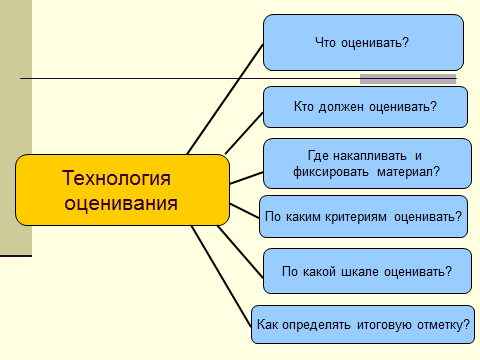 Что оценивать?
Кто должен оценивать?
Где накапливать и
фиксировать материал?
Технология
оценивания
По каким критериям оценивать?
По какой шкале оценивать?
Как определять итоговую отметку?